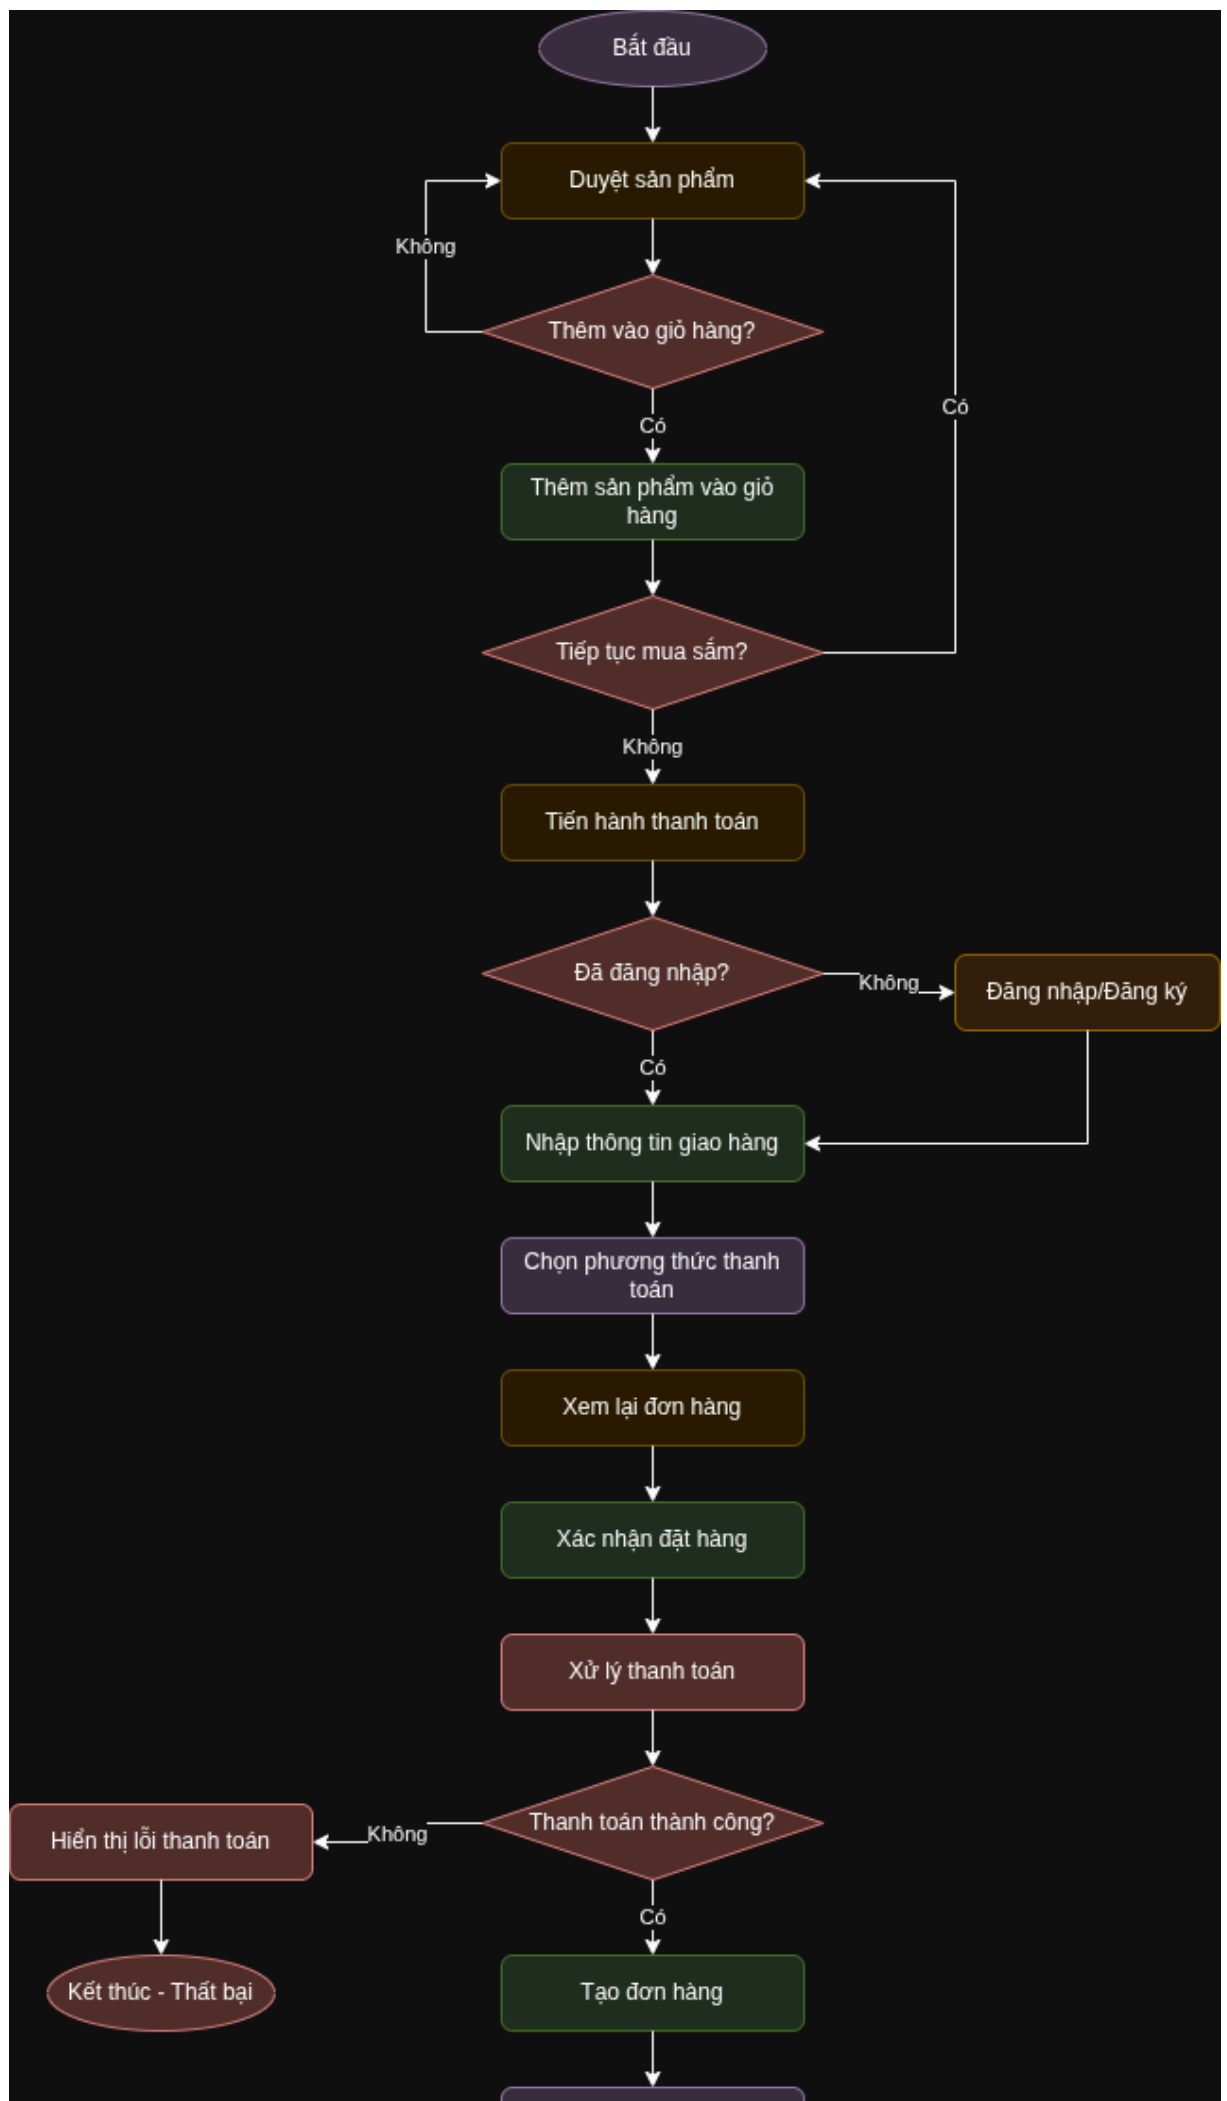 Bắt đầu
Duyệt sản phẩm
Không
Thêm vào giỏ hàng?
Có
Có
Thêm sản phẩm vào giỏ
hàng
Tiếp tục mua sắm?
Không
Tiến hành thanh toán
Đã đăng nhập?
Không
Đăng nhập/Đăng ký
Có
Nhập thông tin giao hàng
Chọn phương thức thanh
toán
Xem lại đơn hàng
Xác nhận đặt hàng
Xử lý thanh toán
Thanh toán thành công?
Không
Hiển thị lỗi thanh toán
Có
Kết thúc - Thất bại
Tạo đơn hàng